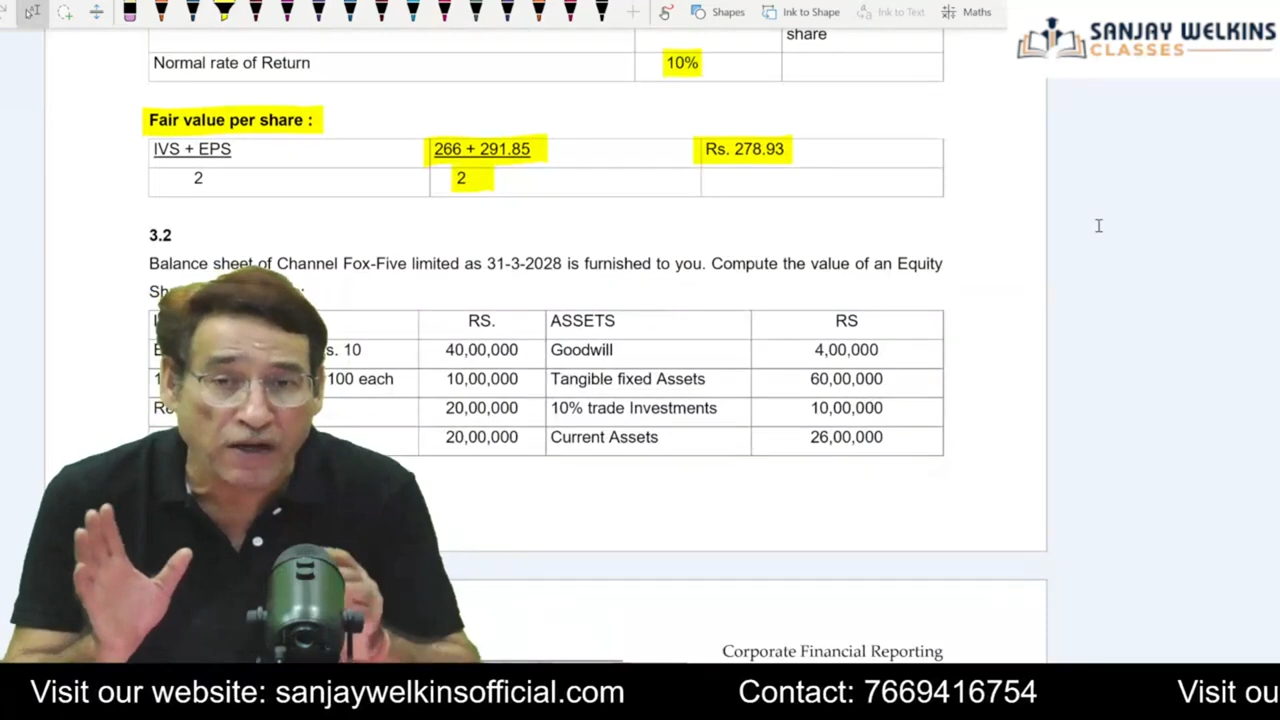 Shapes Ink to Shape Ink to Text Maths
SANJAY WELKINS
CLASSES
share
Normal rate of Return 10%
Fair value per share :
IVS + EPS 266 + 291.85 Rs. 278.93
2 2
3.2
Balance sheet of Channel Fox-Five limited as 31-3-2028 is furnished to you. Compute the value of an Equity
RS. ASSETS RS
10 40,00,000 Goodwill 4,00,000
100 each 10,00,000 Tangible fixed Assets 60,00,000
20,00,000 10% trade Investments 10,00,000
20,00,000 Current Assets 26,00,000
Corporate Financial Reporting
Visit our website: sanjaywelkinsofficial.com Contact: 7669416754 Visit ou